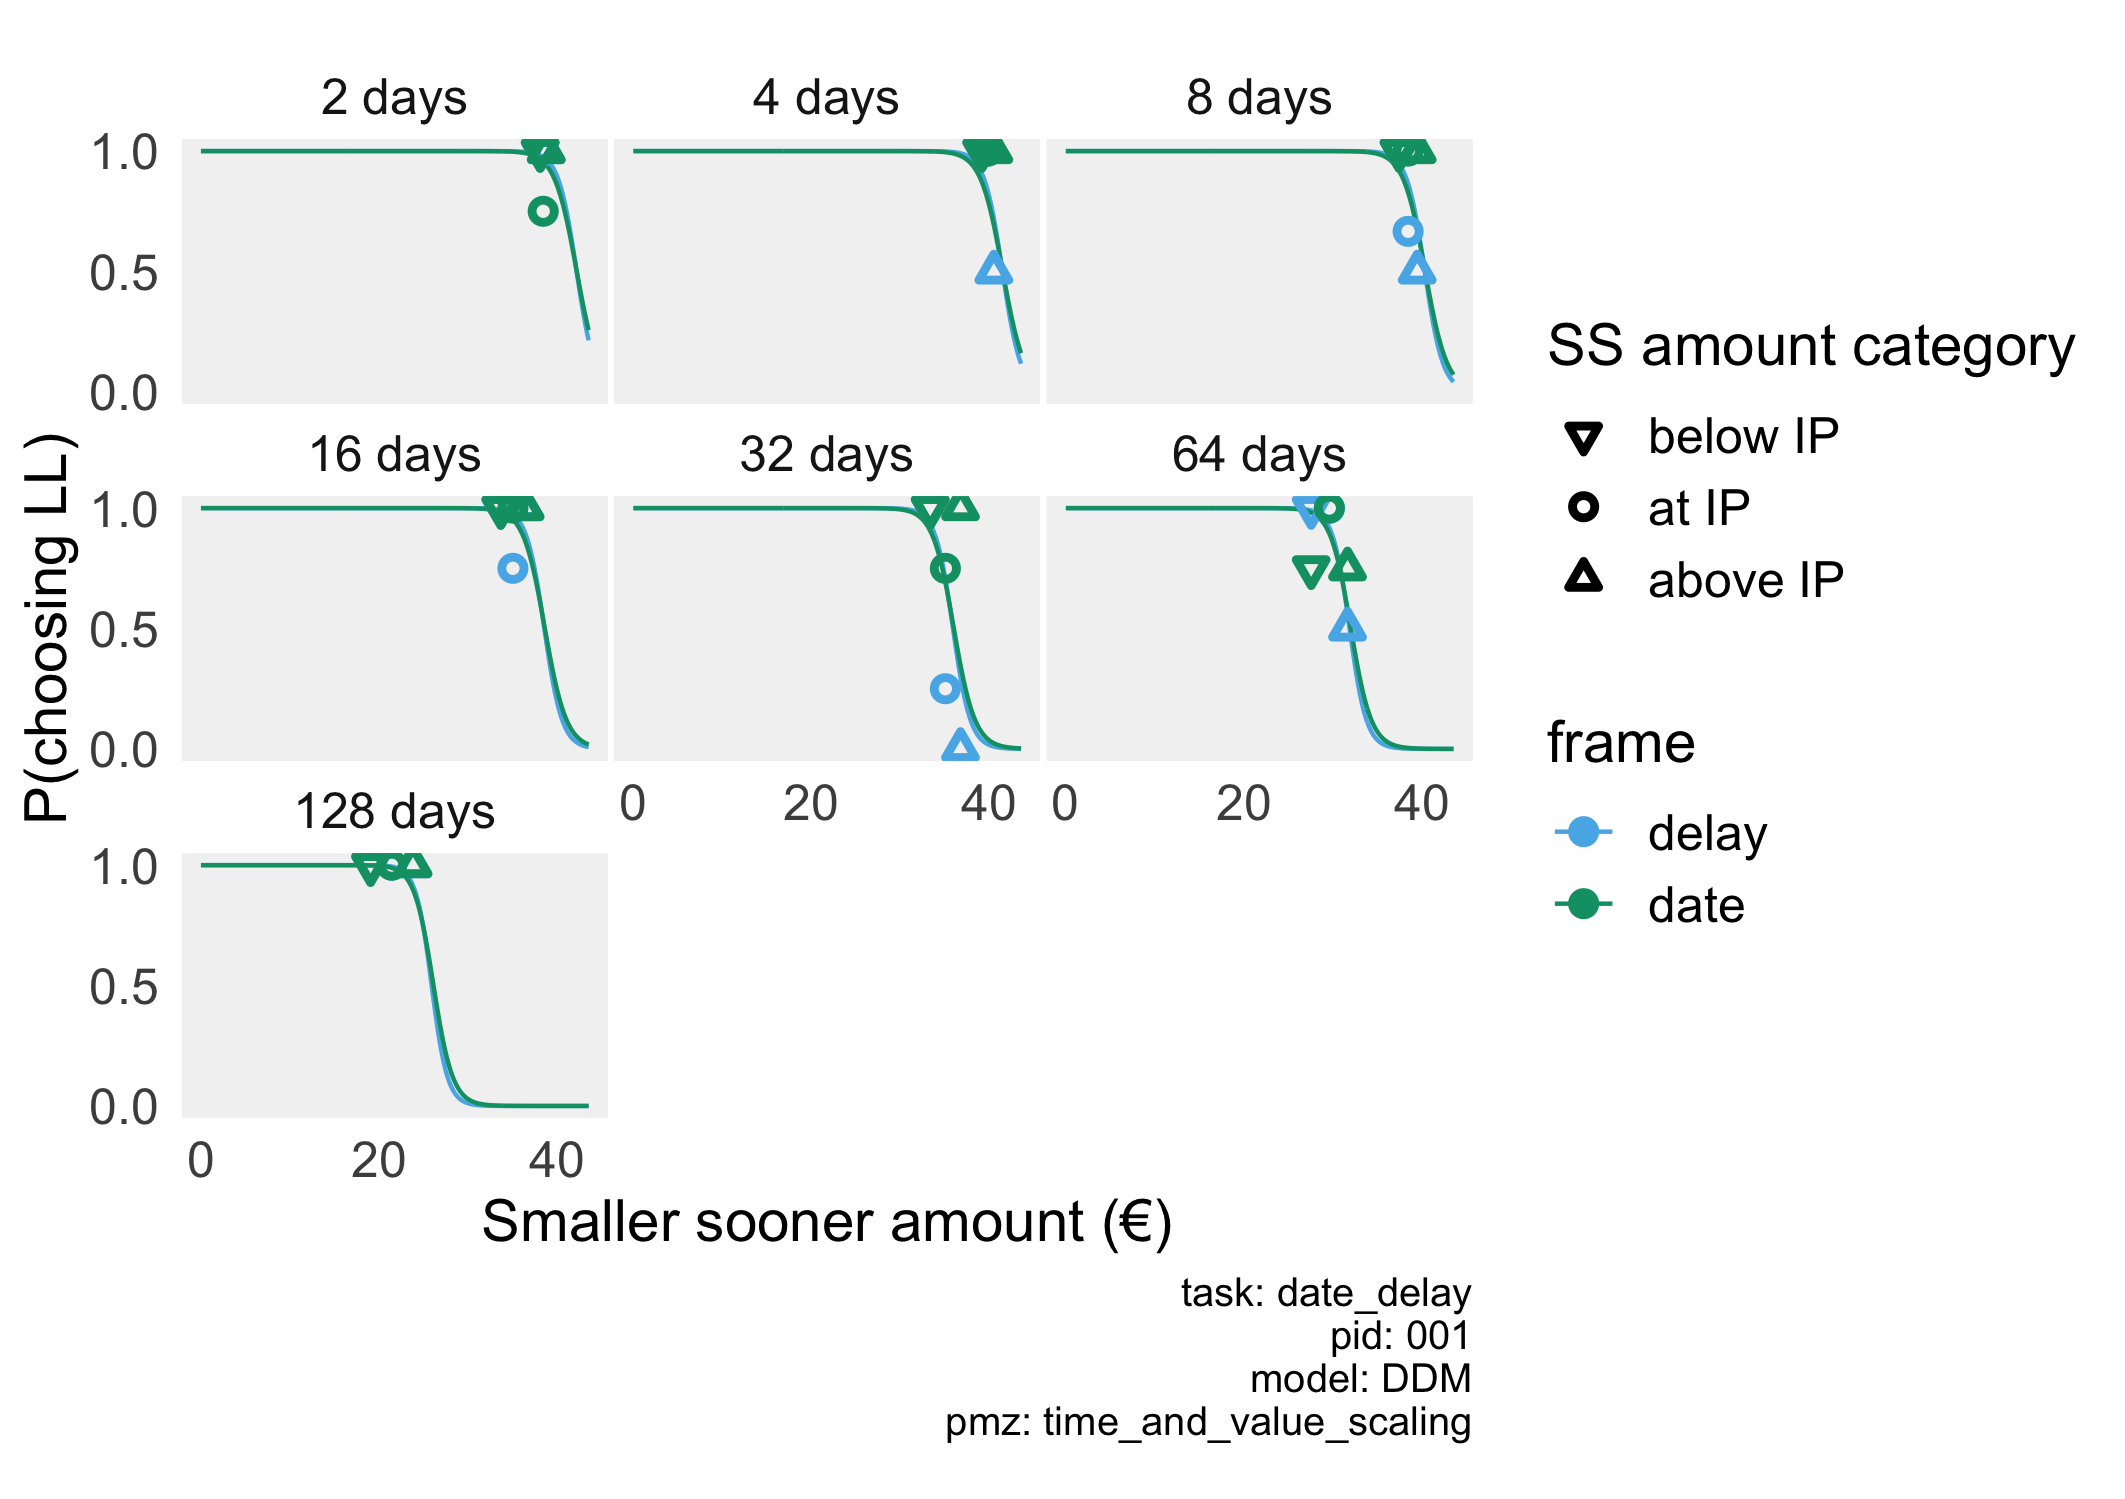 2 days
4 days
8 days
1.0
0.5
0.0
16 days
32 days
64 days
1.0
0.5
0.0
0 20 40
0 20 40
128 days
1.0
0.5
0.0
0 20 40
P(choosing LL)
Smaller sooner amount (€)
SS amount category
below IP
at IP
above IP
frame
delay
date
task: date_delay
pid: 001
model: DDM
pmz: time_and_value_scaling